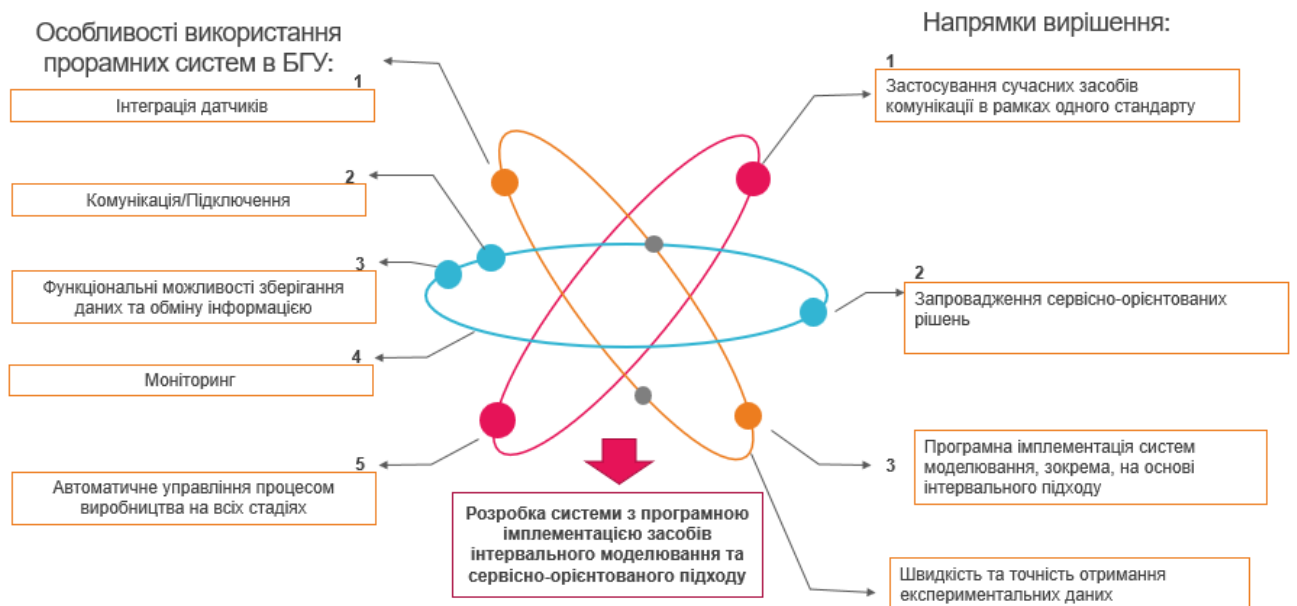 Особливості використання
прорамних систем в БГУ:
1
Інтеграція датчиків
2
Комунікація/Підключення
3
Функціональні можливості зберігання
даних та обміну інформацією
4
Моніторинг
5
Автоматичне управління процесом
виробництва на всіх стадіях
Розробка системи з програмною
імплементацією засобів
інтервального моделювання та
сервісно-орієнтованого підходу
Напрямки вирішення:
1
Застосування сучасних засобів
комунікації в рамках одного стандарту
2
Запровадження сервісно-орієнтованих
рішень
3
Програмна імплементація систем
моделювання, зокрема, на основі
інтервального підходу
Швидкість та точність отримання
експериментальних даних